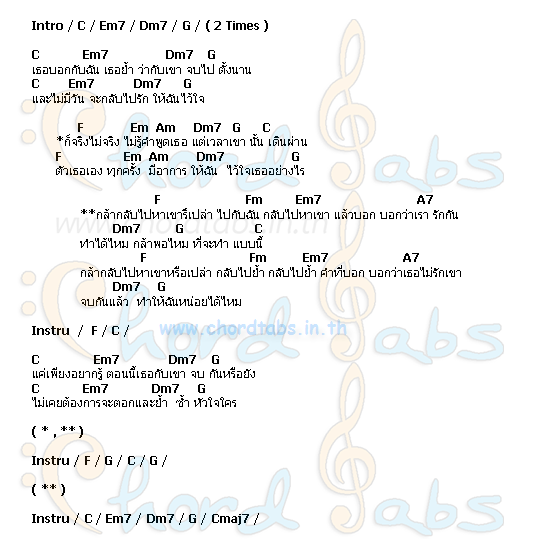 Intro / C / Em7 / Dm7 / G / ( 2 Times )
C Em7 Dm7 G
เธอบอกกับฉัน เธอย้ำ ว่ากับเขา จบไป ตั้งนาน
C Em7 Dm7 G
และไม่มีวัน จะกลับไปรัก ให้ฉันไว้ใจ
F Em Am Dm7 G C
*ก็จริงไม่จริง ไม่รู้คำพูดเธอ แต่เวลาเขา นั้น เดินผ่าน
F Em Am Dm7 G
ตัวเธอเอง ทุกครั้ง มีอาการ ให้ฉัน ไว้ใจเธออย่างไร
F Fm Em7 A7
**กล้ากลับไปหาเขารึเปล่า ไปกับฉัน กลับไปหาเขา แล้วบอก บอกว่าเรา รักกัน
Dm7 G C
ทำได้ไหม กล้าพอไหม ที่จะทำ แบบนี้
F Fm Em7 A7
กล้ากลับไปหาเขาหรือเปล่า กลับไปย้ำ กลับไปย้ำ คำที่บอก บอกว่าเธอไม่รักเขา
Dm7 G
จบกันแล้ว ทำให้ฉันหน่อยได้ไหม
Instru / F / C /
www.chordtabs.in.th
C Em7 Dm7 G
แค่เพียงอยากรู้ ตอนนี้เธอกับเขา จบ กันหรือยัง
C Em7 Dm7 G
ไม่เคยต้องการจะตอกและย้ำ ซ้ำ หัวใจใคร
( * , ** )
Instru / F / G / C / G /
( ** )
Instru / C / Em7 / Dm7 / G / Cmaj7 /